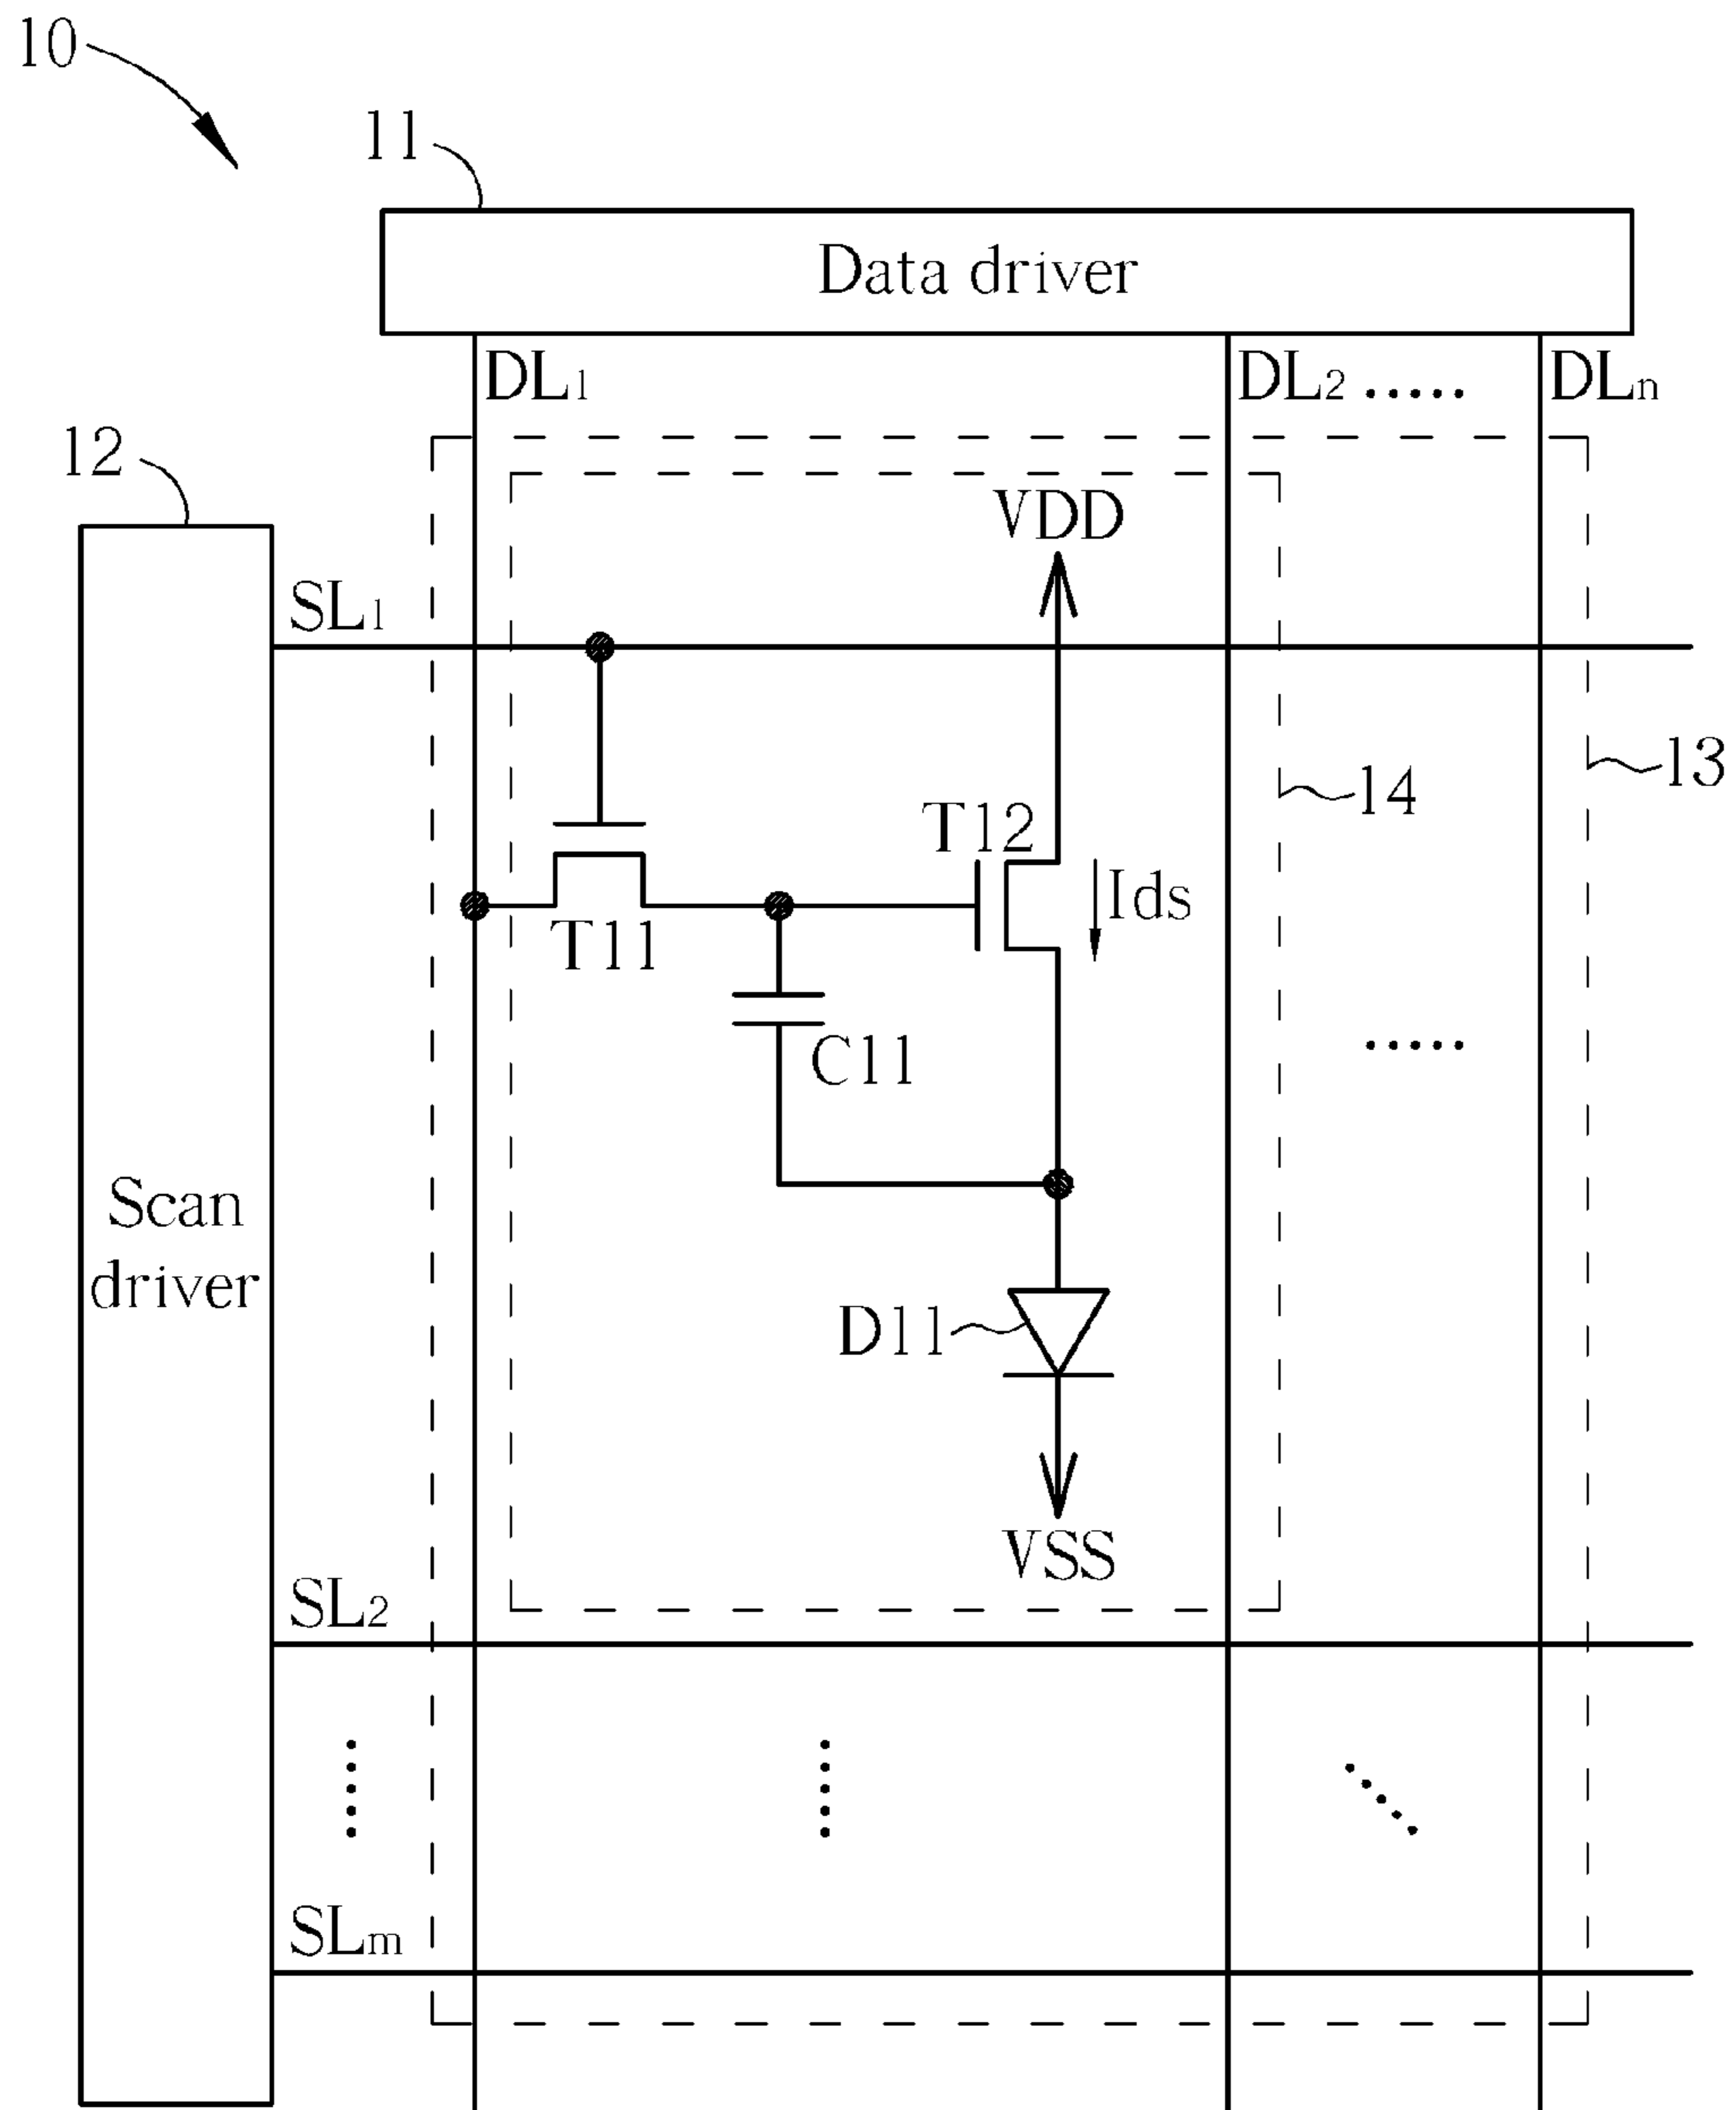 10
11
Data driver
DL1
DL2 ..... DLn
12
VDD
SL1
13
14
T12
Ids
T11
C11
.....
Scan
driver
D11
VSS
SL2
SLm